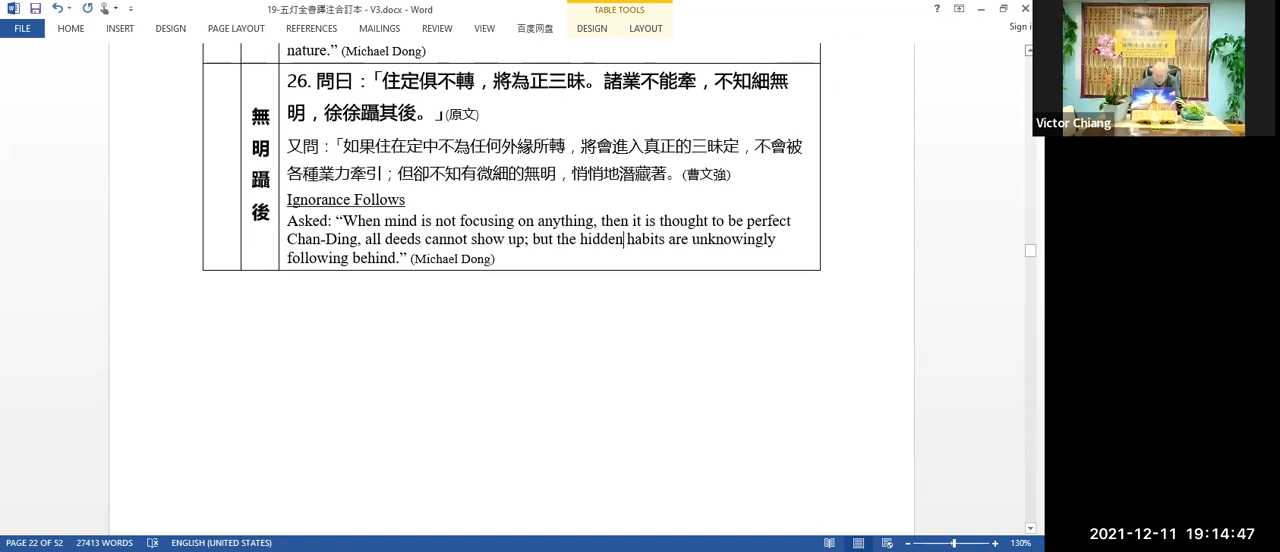 19-五灯全書譯注合訂本 - V3.docx - Word
TABLE TOOLS
?
Sign i
FILE HOME INSERT DESIGN PAGE LAYOUT REFERENCES MAILINGS REVIEW VIEW 百度网盘 DESIGN LAYOUT
nature.” (Michael Dong)
無明躡後
26. 問曰：「住定俱不轉，將為正三昧。諸業不能牽，不知細無
明，徐徐躡其後。」(原文)
又問：「如果住在定中不為任何外緣所轉，將會進入真正的三昧定，不會被
各種業力牽引；但卻不知有微細的無明，悄悄地潛藏著。(曹文強)
Ignorance Follows
Asked: “When mind is not focusing on anything, then it is thought to be perfect
Chan-Ding, all deeds cannot show up; but the hidden habits are unknowingly
following behind.” (Michael Dong)
Victor Chiang
2021-12-11 19:14:47
PAGE 22 OF 52 27413 WORDS ENGLISH (UNITED STATES) 130%